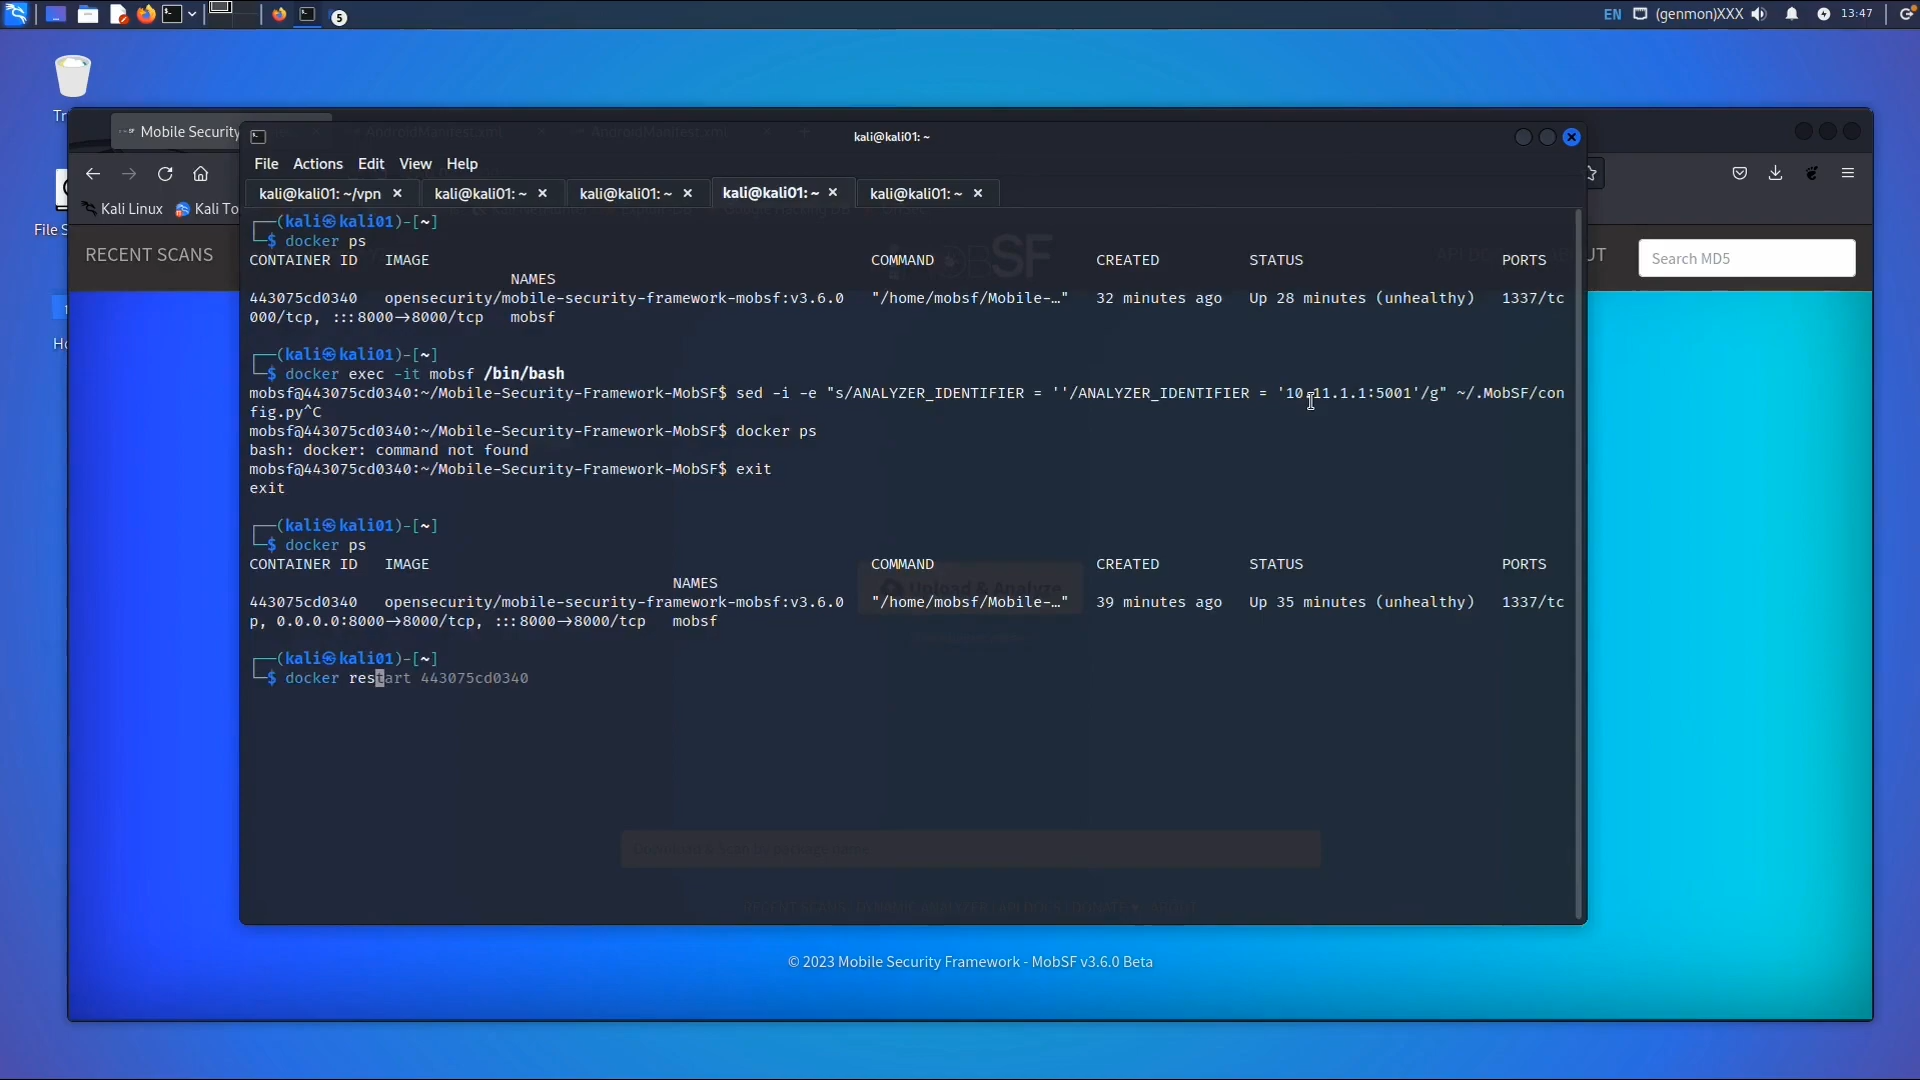 5
EN
(genmon)XXX
13:47
Mobile Security
kali@kali01: ~
File Actions Edit View Help
kali@kali01: ~/vpn × kali@kali01: ~ × kali@kali01: ~ × kali@kali01: ~ × kali@kali01: ~ ×
Kali Linux
Kali To
RECENT SCANS
UT
Search MD5
File S
┌──(kali㉿kali01)-[~]
└─$ docker ps
CONTAINER ID   IMAGE   COMMAND   CREATED   STATUS   PORTS
NAMES
443075cd0340   opensecurity/mobile-security-framework-mobsf:v3.6.0   "/home/mobsf/Mobile-…"   32 minutes ago   Up 28 minutes (unhealthy)   1337/tc
000/tcp, :::8000→8000/tcp   mobsf
┌──(kali㉿kali01)-[~]
└─$ docker exec -it mobsf /bin/bash
mobsf@443075cd0340:~/Mobile-Security-Framework-MobSF$ sed -i -e "s/ANALYZER_IDENTIFIER = ''/ANALYZER_IDENTIFIER = '10.11.1.1:5001'/g" ~/.MobSF/con
fig.py^C
mobsf@443075cd0340:~/Mobile-Security-Framework-MobSF$ docker ps
bash: docker: command not found
mobsf@443075cd0340:~/Mobile-Security-Framework-MobSF$ exit
exit
┌──(kali㉿kali01)-[~]
└─$ docker ps
CONTAINER ID   IMAGE   COMMAND   CREATED   STATUS   PORTS
NAMES
443075cd0340   opensecurity/mobile-security-framework-mobsf:v3.6.0   "/home/mobsf/Mobile-…"   39 minutes ago   Up 35 minutes (unhealthy)   1337/tc
p, 0.0.0.0:8000→8000/tcp, :::8000→8000/tcp   mobsf
┌──(kali㉿kali01)-[~]
└─$ docker restart 443075cd0340
Upload & Analyze
© 2023 Mobile Security Framework - MobSF v3.6.0 Beta